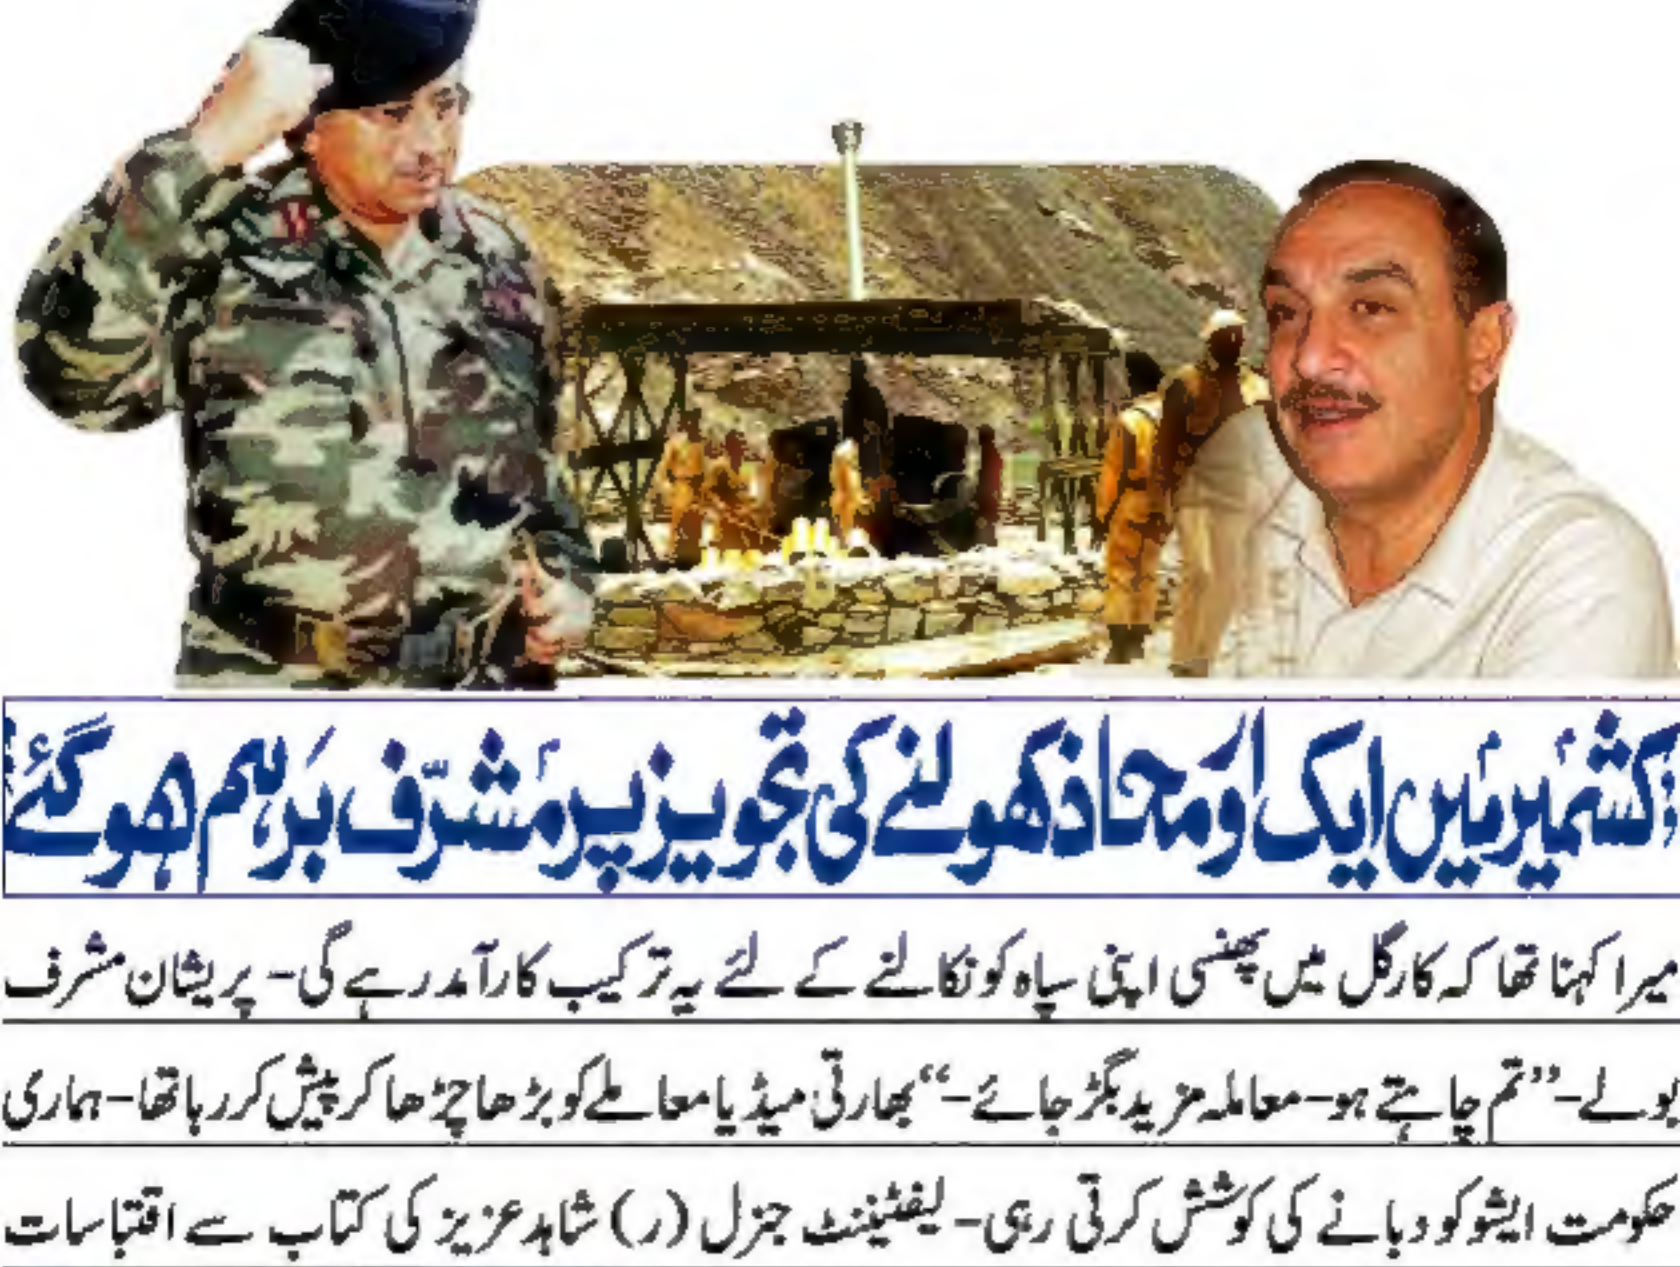 کشمیر میں ایک اور محاذ کھولنے کی تجویز پر مشرّف برہم ہوگئے
میرا کہنا تھا کہ کارگل میں پھنسی اپنی سپاہ کو نکالنے کے لئے یہ ترکیب کارآمد رہے گی- پریشان مشرف
بولے-”تم چاہتے ہو-معاملہ مزید بگڑ جائے-“بھارتی میڈیا معاملے کو بڑھا چڑھا کر پیش کر رہا تھا-ہماری
حکومت ایشو کو دبانے کی کوشش کرتی رہی- لیفٹیننٹ جنرل (ر) شاہد عزیز کی کتاب سے اقتباسات